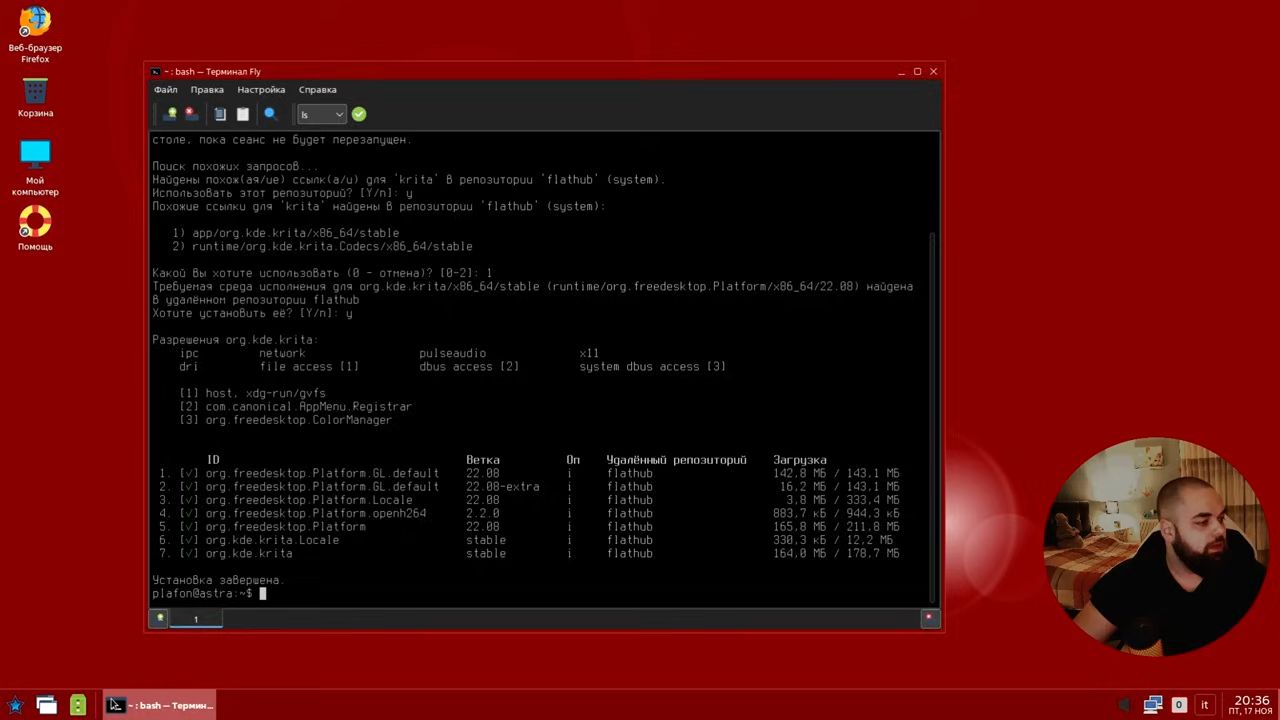 Веб-браузер
Firefox
Корзина
Мой
компьютер
Помощь
~ : bash — Терминал Fly
Файл Правка Настройка Справка
ls
столе, пока сеанс не будет перезапущен.
Поиск похожих запросов...
Найдены похож(ая/ие) ссылк(а/и) для 'krita' в репозитории 'flathub' (system).
Использовать этот репозиторий? [Y/n]: y
Похожие ссылки для 'krita' найдены в репозитории 'flathub' (system):
1) app/org.kde.krita/x86_64/stable
2) runtime/org.kde.krita.Codecs/x86_64/stable
Какой Вы хотите использовать (0 - отмена)? [0-2]: 1
Требуемая среда исполнения для org.kde.krita/x86_64/stable (runtime/org.freedesktop.Platform/x86_64/22.08) найдена
в удалённом репозитории flathub
Хотите установить её? [Y/n]: y
Разрешения org.kde.krita:
ipc network pulseaudio x11
dri file access [1] dbus access [2] system dbus access [3]
[1] host, xdg-run/gvfs
[2] com.canonical.AppMenu.Registrar
[3] org.freedesktop.ColorManager
ID Ветка Оп Удалённый репозиторий Загрузка
1. [✓] org.freedesktop.Platform.GL.default 22.08 i flathub 142,8 МБ / 143,1 МБ
2. [✓] org.freedesktop.Platform.GL.default 22.08-extra i flathub 16,2 МБ / 143,1 МБ
3. [✓] org.freedesktop.Platform.Locale 22.08 i flathub 3,8 МБ / 333,4 МБ
4. [✓] org.freedesktop.Platform.openh264 2.2.0 i flathub 883,7 кБ / 944,3 кБ
5. [✓] org.freedesktop.Platform 22.08 i flathub 165,8 МБ / 211,8 МБ
6. [✓] org.kde.krita.Locale stable i flathub 330,3 кБ / 12,2 МБ
7. [✓] org.kde.krita stable i flathub 164,0 МБ / 178,7 МБ
Установка завершена.
plafon@astra:~$
1
~ : bash — Термин...
0
it
20:36
ПТ, 17 НОЯ